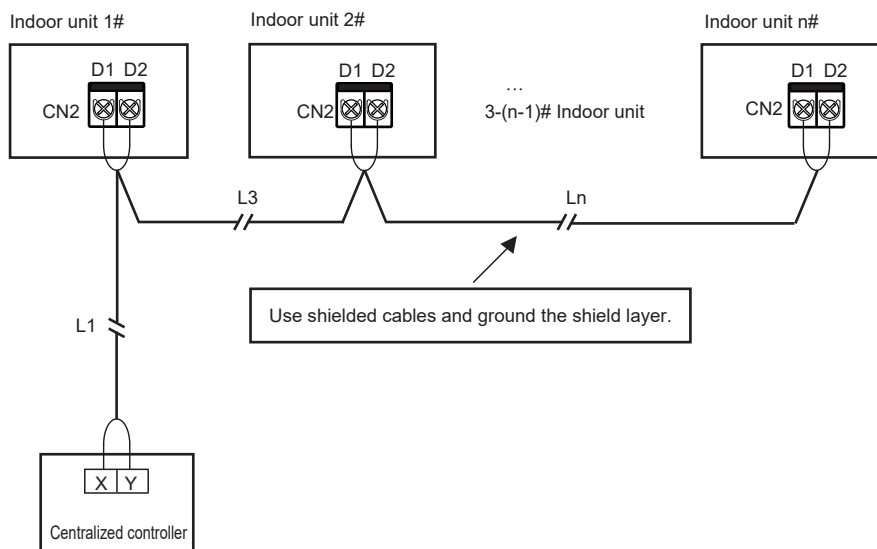 Indoor unit 1#
Indoor unit 2#
Indoor unit n#
D1 D2
CN2
D1 D2
CN2
...
3-(n-1)# Indoor unit
D1 D2
CN2
L3
Ln
Use shielded cables and ground the shield layer.
L1
X Y
Centralized controller